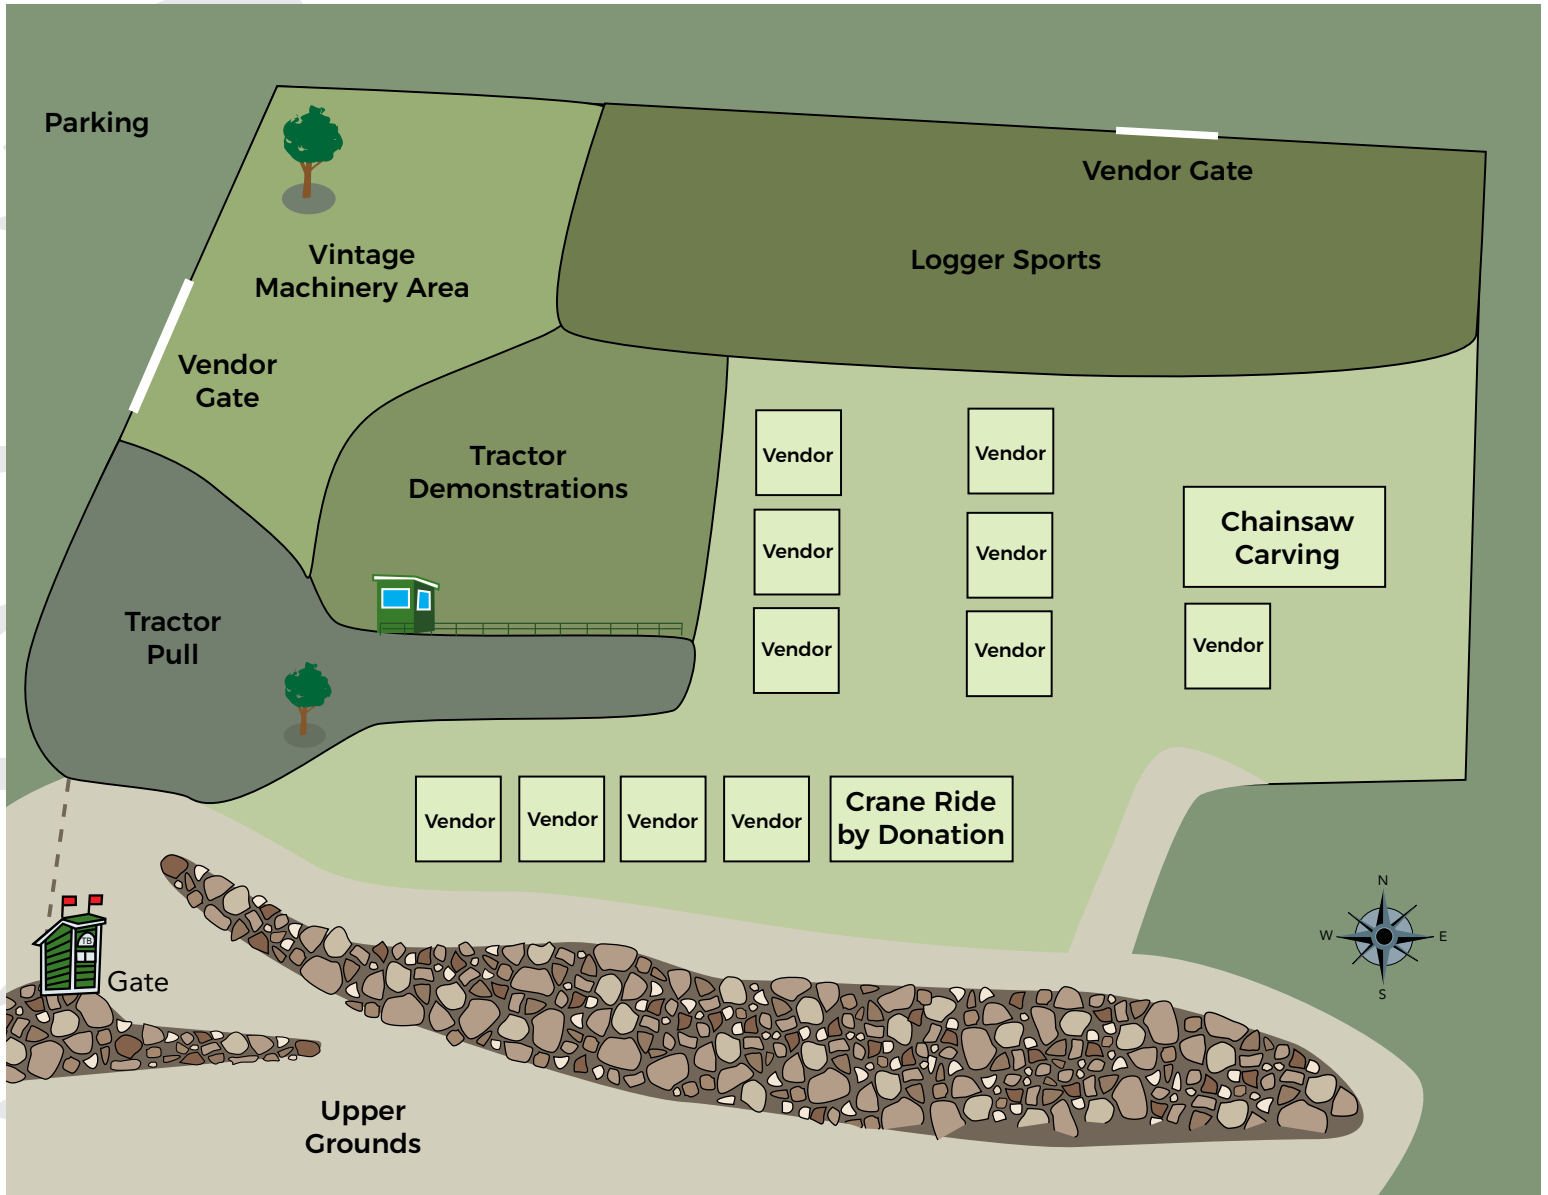 Parking
Vendor Gate
Vintage
Machinery Area
Logger Sports
Vendor
Gate
Tractor
Demonstrations
Vendor
Vendor
Chainsaw
Carving
Vendor
Vendor
Tractor
Pull
Vendor
Vendor
Vendor
Vendor
Vendor
Vendor
Vendor
Crane Ride
by Donation
N
W
E
S
TB
Gate
Upper
Grounds